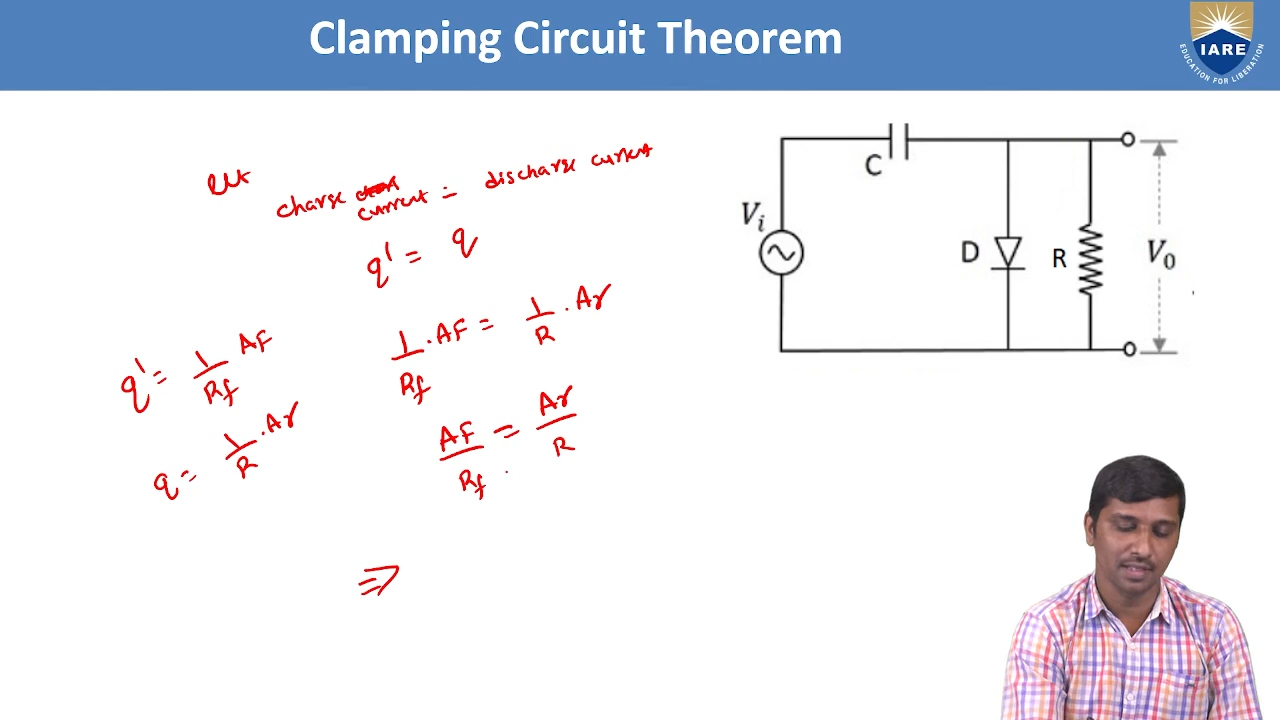 Clamping Circuit Theorem
IARE
EDUCATION FOR LIBERATION
charge current = discharge current
q' = q
1/Rf · AF = 1/R · Ar
AF/Rf = Ar/R
q' = 1/Rf AF
q = 1/R · Ar
⇒
C
Vi
D
R
V0